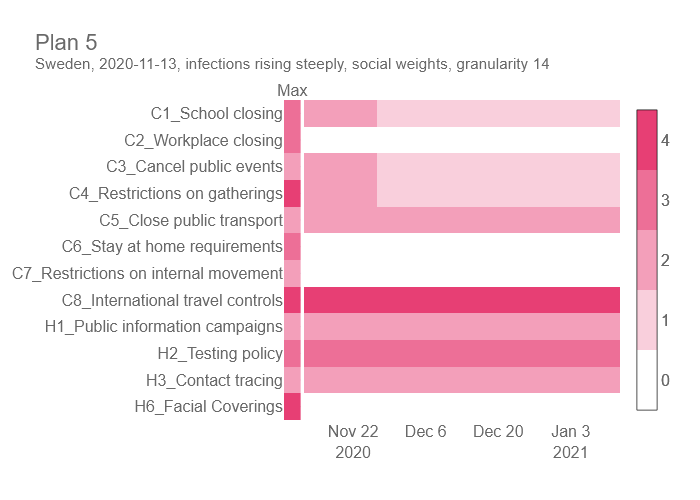 Plan 5
Sweden, 2020-11-13, infections rising steeply, social weights, granularity 14
Max
C1_School closing
C2_Workplace closing
C3_Cancel public events
C4_Restrictions on gatherings
C5_Close public transport
C6_Stay at home requirements
C7_Restrictions on internal movement
C8_International travel controls
H1_Public information campaigns
H2_Testing policy
H3_Contact tracing
H6_Facial Coverings
4
3
2
1
0
Nov 22 Dec 6 Dec 20 Jan 3
2020 2021